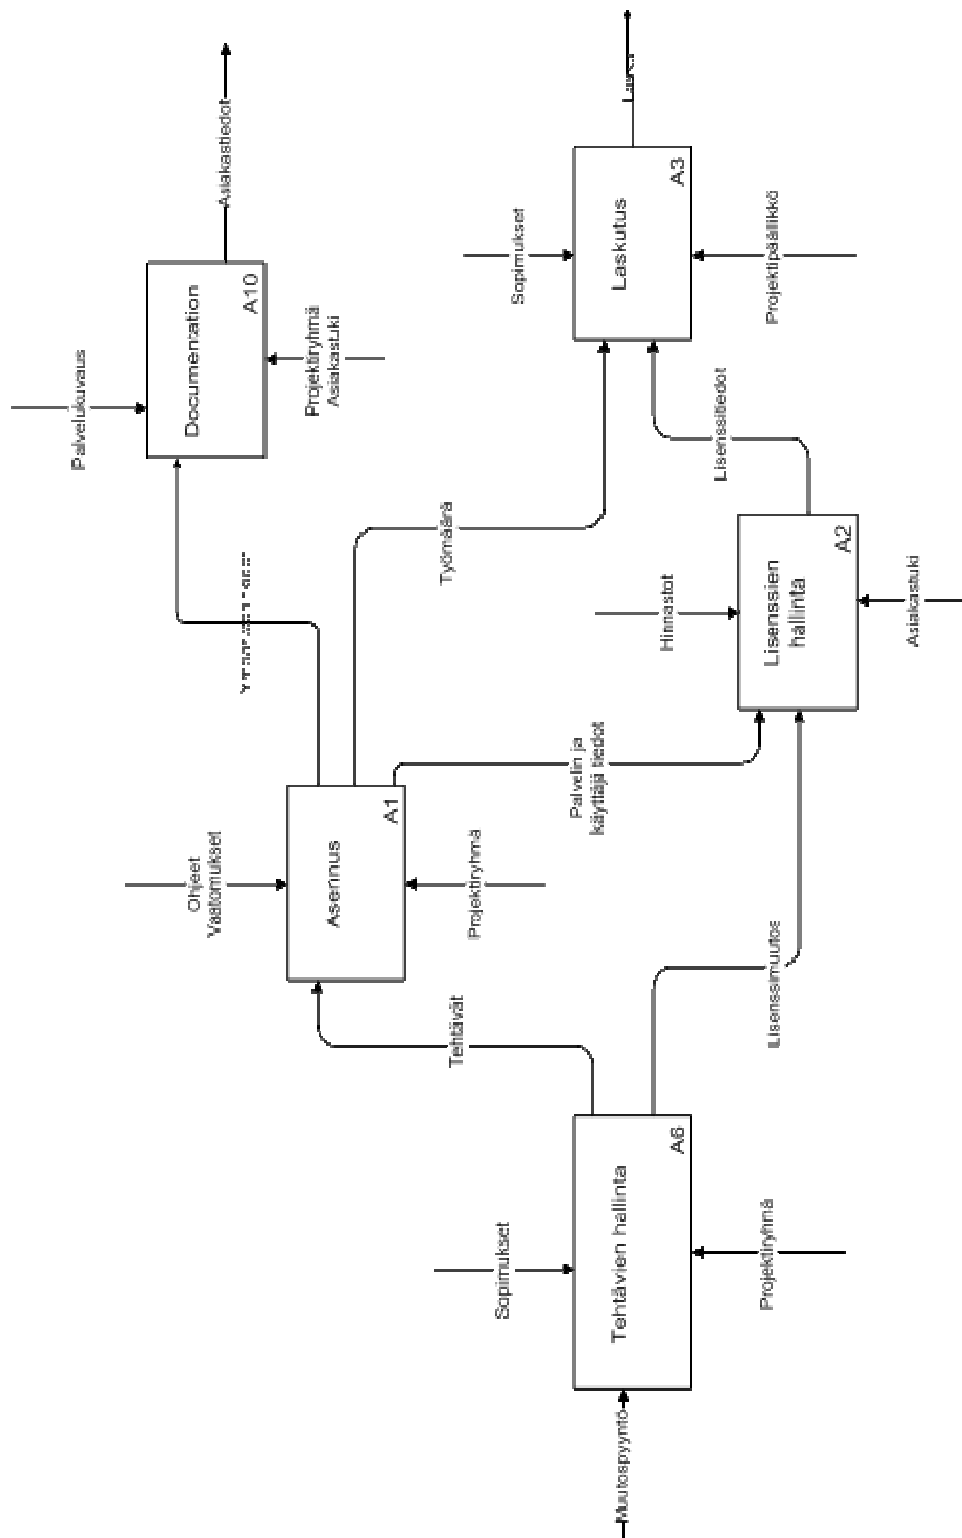 Muutospyyntö
Sopimukset
Tehtävien hallinta
A6
Projektiryhmä
Tehtävät
Lisenssimuutos
Ohjeet
Vaatomukset
Asennus
A1
Projektiryhmä
Palvelin ja
käyttäjä tiedot
Työmäärä
Hinnastot
Lisenssien
hallinta
A2
Asiakastuki
Lisenssitiedot
Palvelukuvaus
Documentation
A10
Projektiryhmä
Asiakastuki
Asiakastiedot
Sopimukset
Laskutus
A3
Projektipäällikkö